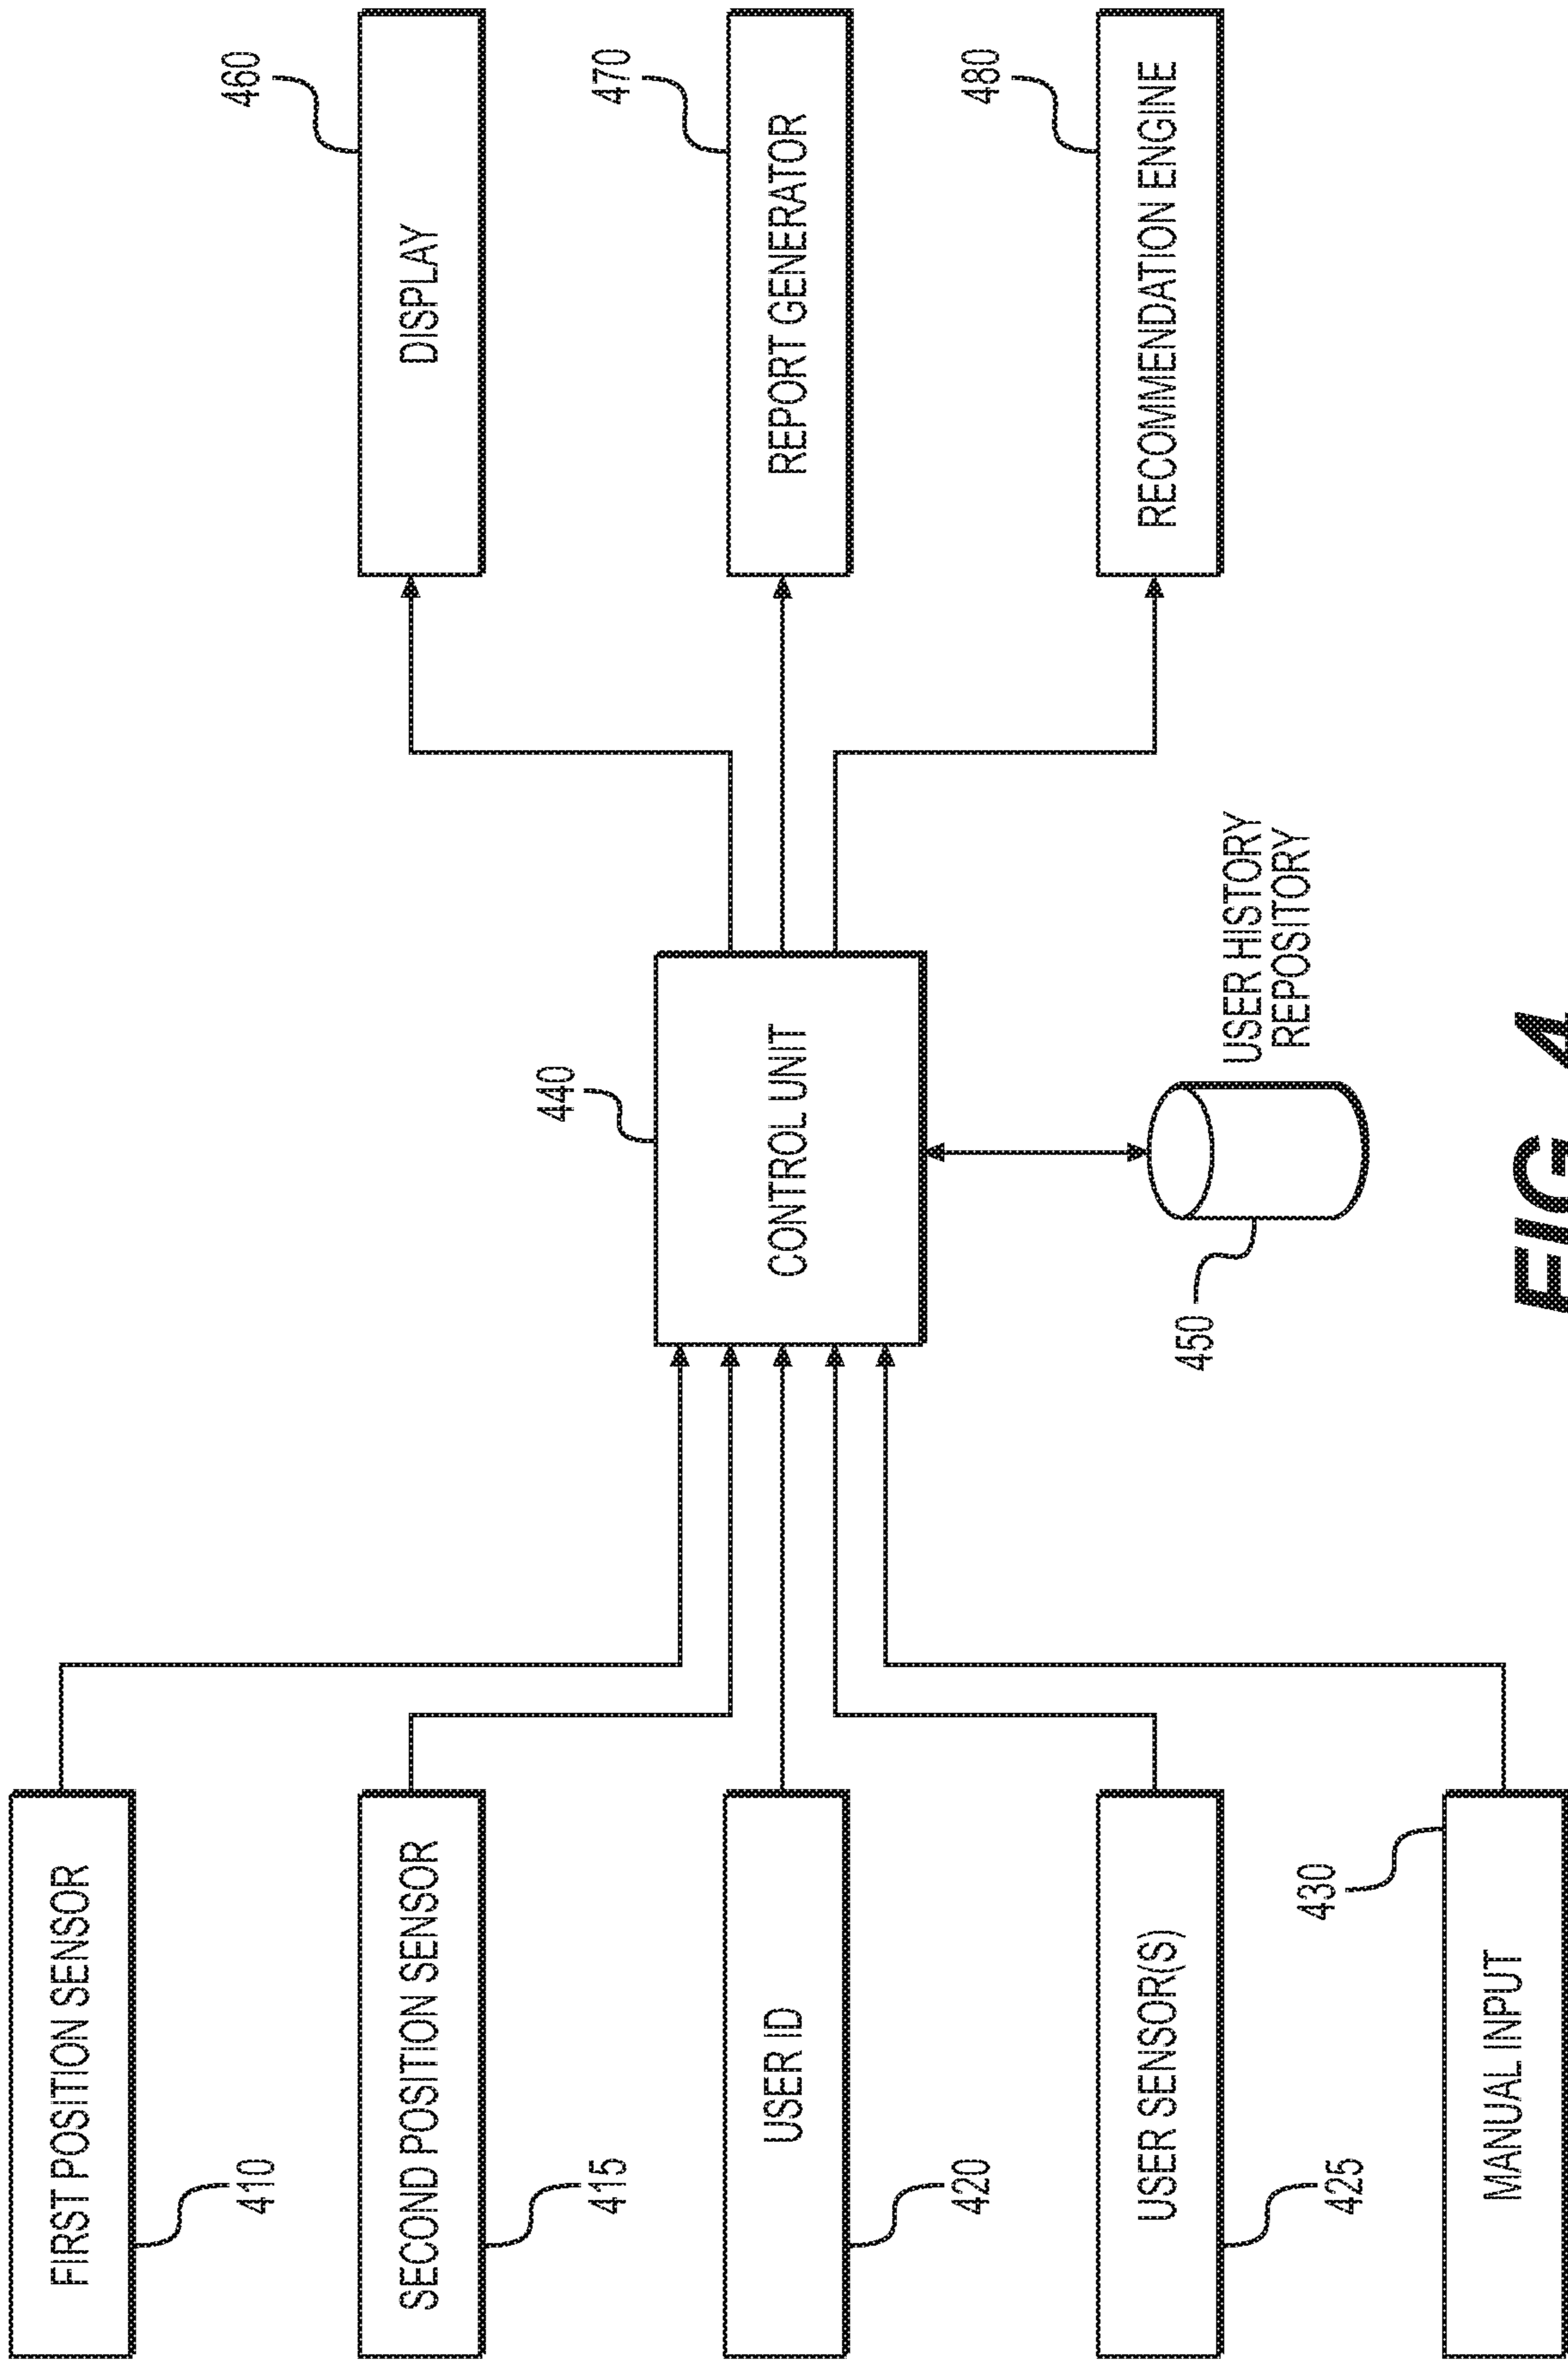 FIRST POSITION SENSOR
410
SECOND POSITION SENSOR
415
USER ID
420
USER SENSOR(S)
425
MANUAL INPUT
430
CONTROL UNIT
440
USER HISTORY
REPOSITORY
450
DISPLAY
460
REPORT GENERATOR
470
RECOMMENDATION ENGINE
480
FIG. 4